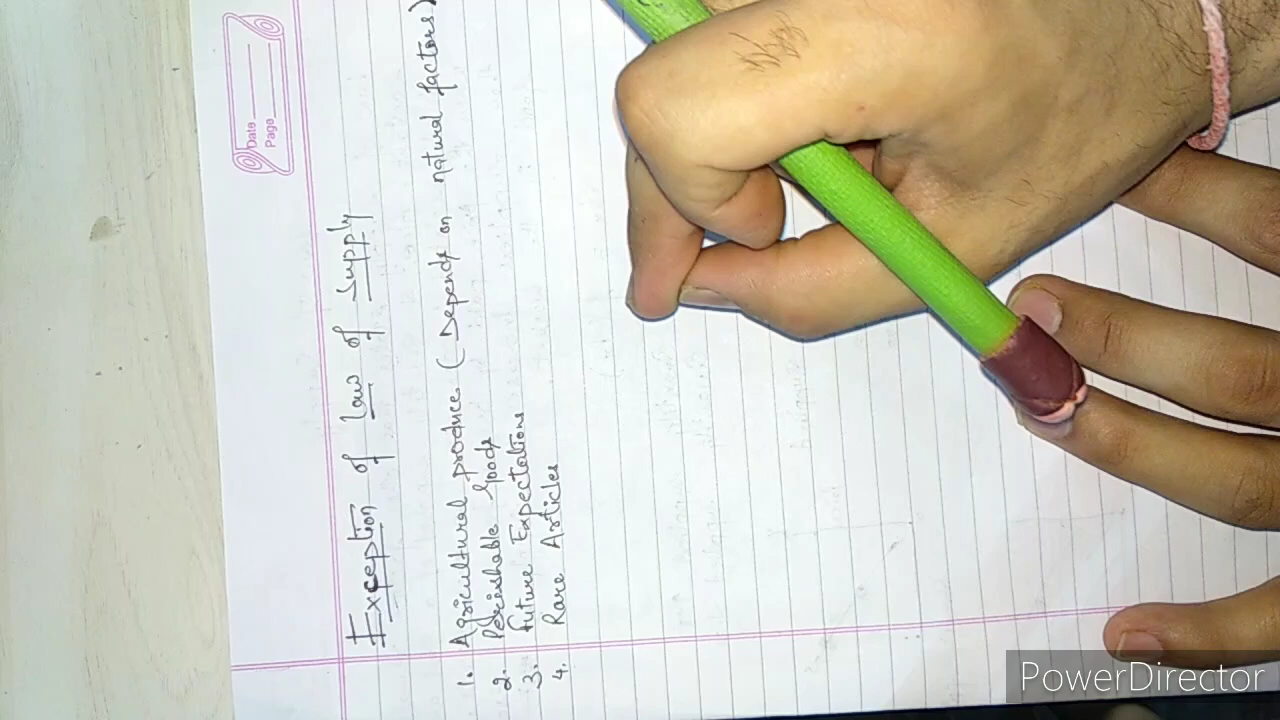 Date
Page
Exception of Law of Supply
1. Agricultural produce (Depends on natural factors)
2. Perishable Goods
3. Future Expectations
4. Rare Articles
PowerDirector